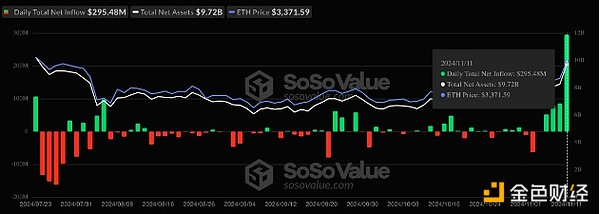 Daily Total Net Inflow $295.48M Total Net Assets $9.72B ETH Price $3,371.59
300M 12B
200M 10B
100M 8B
0 6B
SoSoValue
sosovalue.com
2024/11/11
Daily Total Net Inflow: $295.48M
Total Net Assets: $9.72B
ETH Price: $3,371.59
100M 4B
SoSoValue
sosovalue.com
200M
2024/07/23 2024/07/31 2024/08/08 2024/08/16 2024/08/26 2024/09/04 2024/09/12 2024/09/20 2024/09/30 2024/10/08 2024/10/16 2024/10/24 2024/11/01 2024/11/11
金色财经